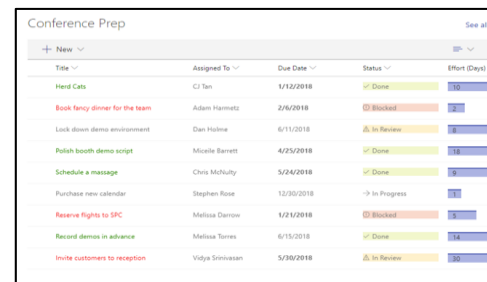 Conference Prep
See all
+ New
Title Assigned To Due Date Status Effort (Days)
Herd Cats CJ Tan 1/12/2018 Done 10
Book fancy dinner for the team Adam Harmetz 2/6/2018 Blocked 2
Lock down demo environment Dan Holme 6/11/2018 In Review 8
Polish booth demo script Miceile Barrett 4/25/2018 Done 18
Schedule a massage Chris McNulty 5/24/2018 Done 9
Purchase new calendar Stephen Rose 12/30/2018 In Progress 1
Reserve flights to SPC Melissa Darrow 1/21/2018 Blocked 5
Record demos in advance Melissa Torres 6/15/2018 Done 14
Invite customers to reception Vidya Srinivasan 5/30/2018 In Review 30